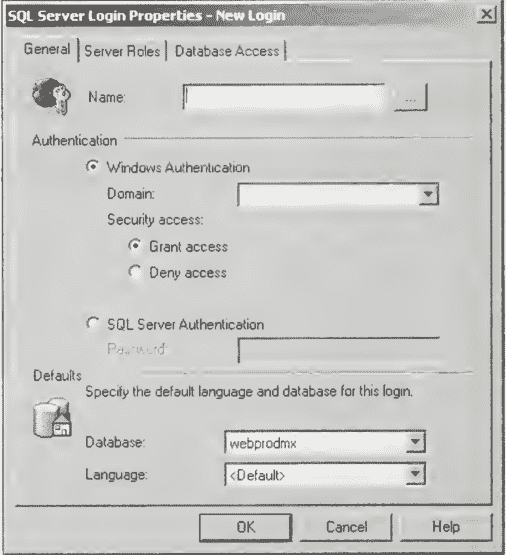 SQL Server Login Properties - New Login
General Server Roles Database Access
Name: ...
Authentication
Windows Authentication
Domain:
Security access:
Grant access
Deny access
SQL Server Authentication
Password:
Defaults
Specify the default language and database for this login.
Database: webprodmx
Language: <Default>
OK Cancel Help